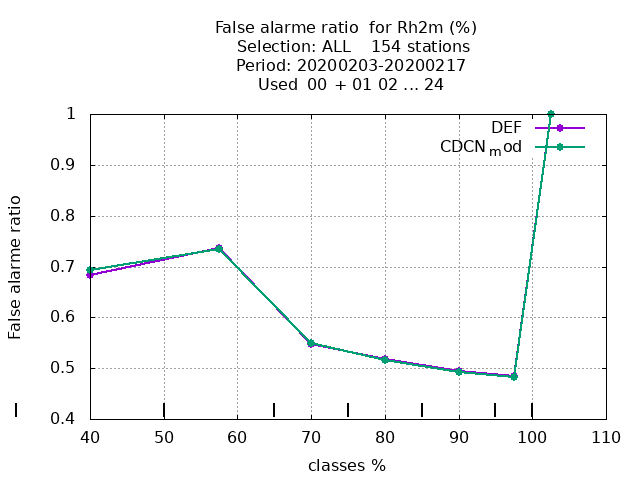 False alarme ratio for Rh2m (%)
Selection: ALL 154 stations
Period: 20200203-20200217
Used 00 + 01 02 ... 24
DEF
CDCN_mod
False alarme ratio
1
0.9
0.8
0.7
0.6
0.5
0.4
40 50 60 70 80 90 100 110
classes %